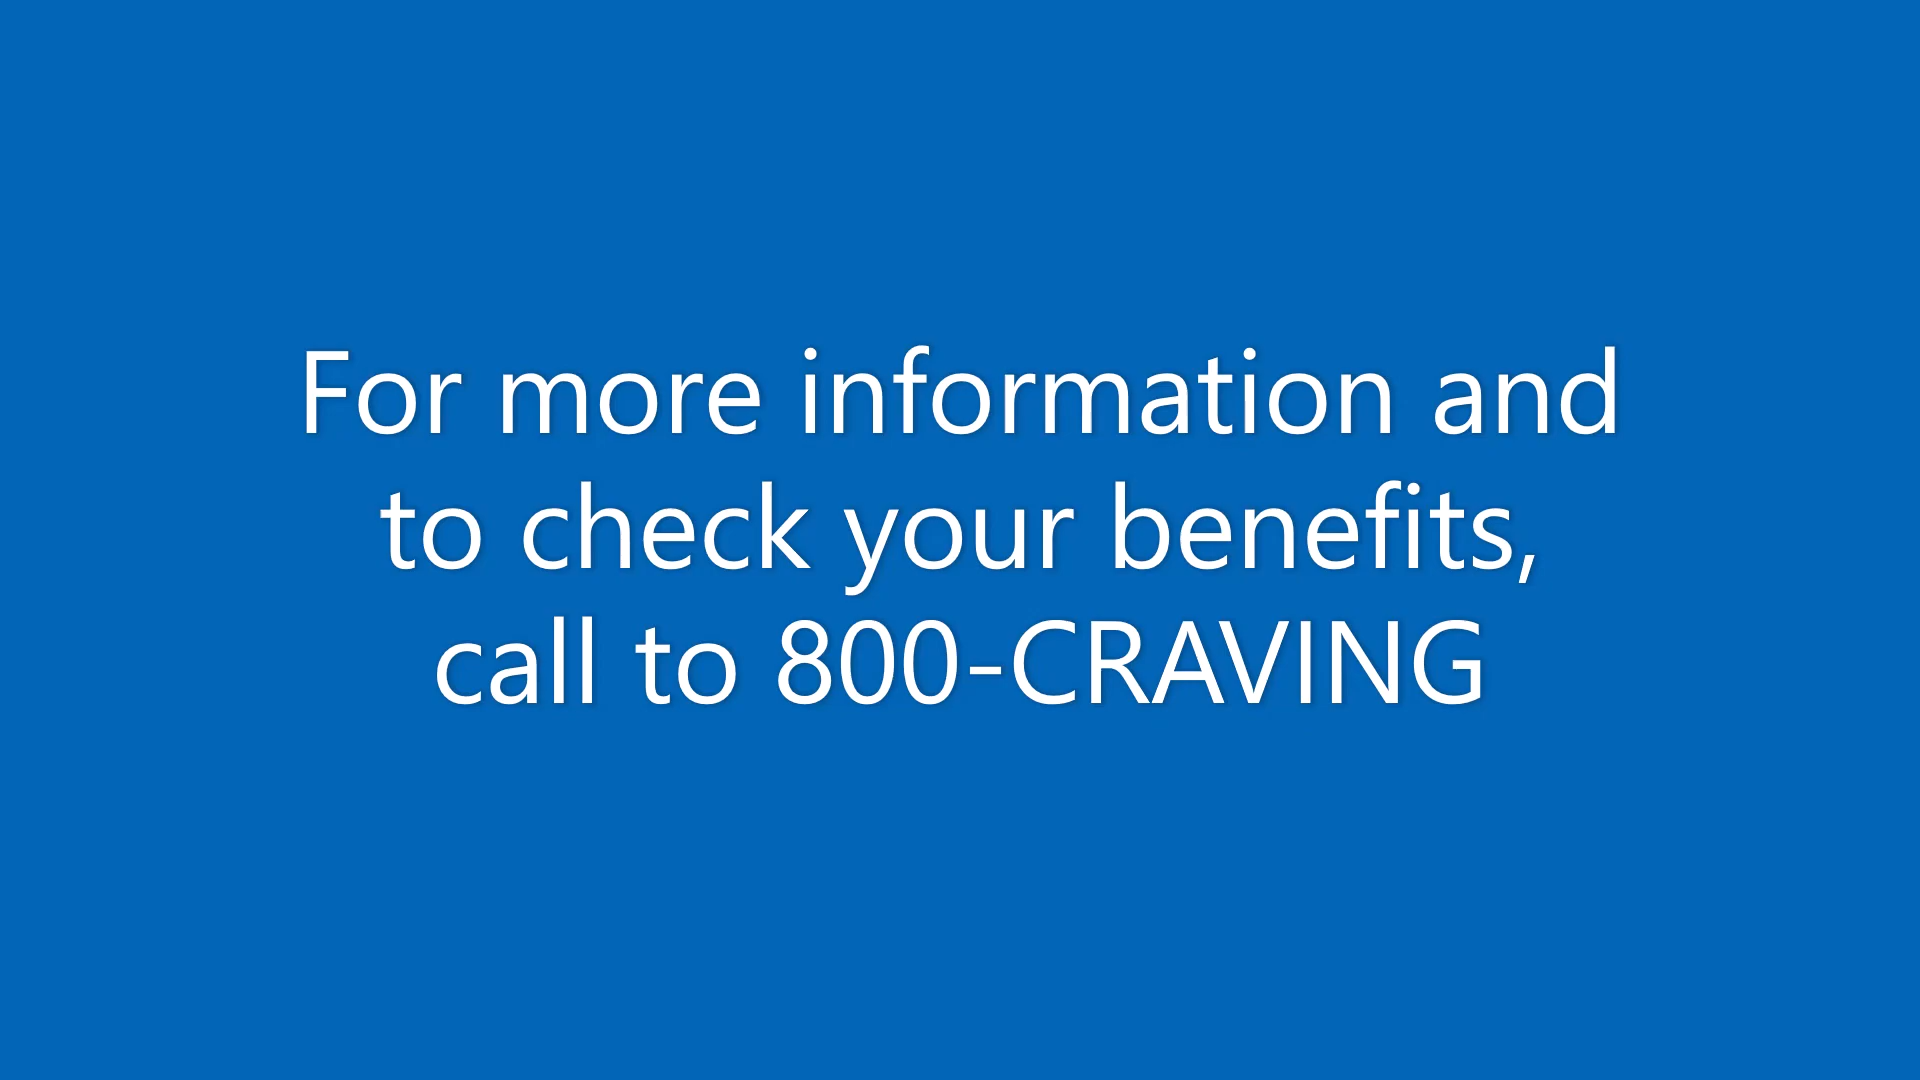 For more information and
to check your benefits,
call to 800-CRAVING